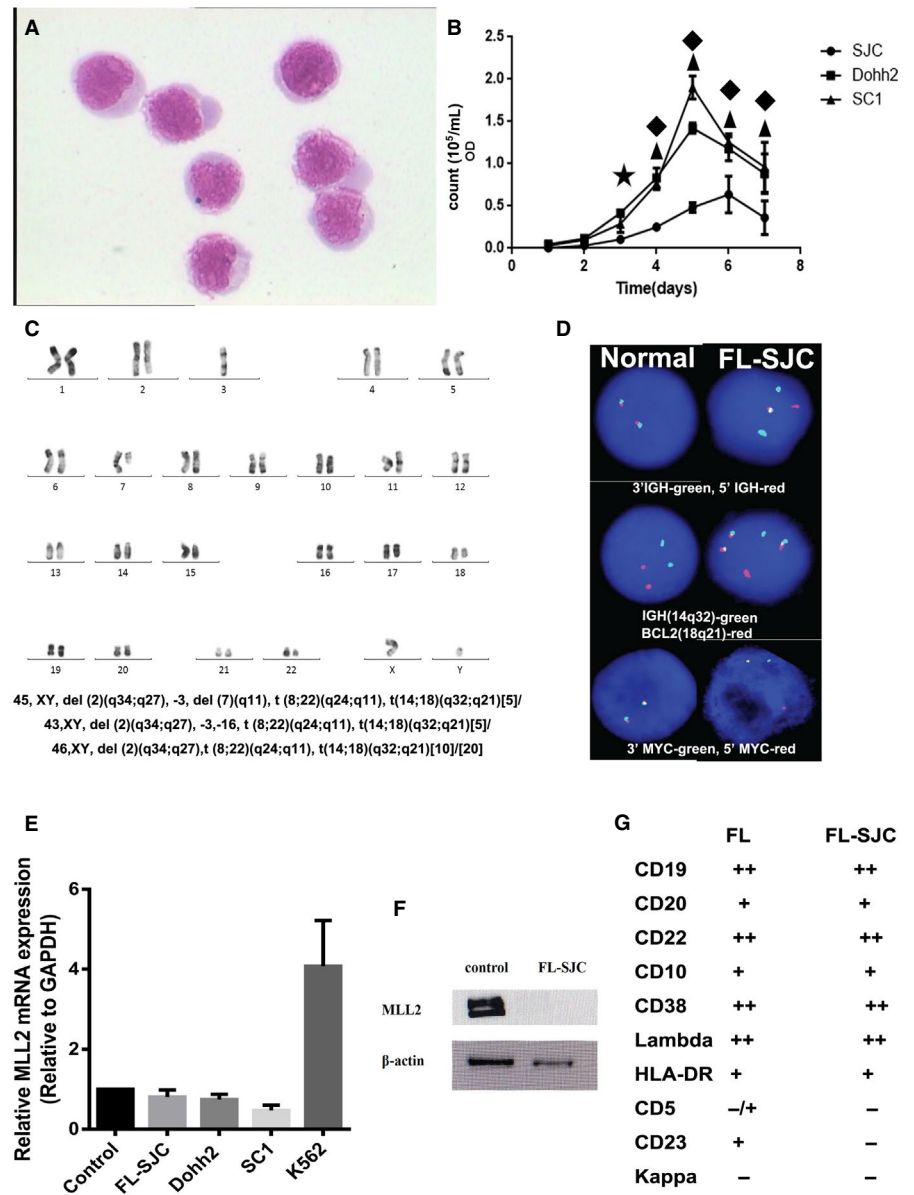 A
B
2.5
2.0
1.5
1.0
0.5
0.0
count (10⁵/mL)
OD
0 2 4 6 8
Time(days)
SJC
Dohh2
SC1
C
1 2 3 4 5
6 7 8 9 10 11 12
13 14 15 16 17 18
19 20 21 22 X Y
45, XY, del (2)(q34;q27), -3, del (7)(q11), t (8;22)(q24;q11), t(14;18)(q32;q21)[5]/
43,XY, del (2)(q34;q27), -3,-16, t (8;22)(q24;q11), t(14;18)(q32;q21)[5]/
46,XY, del (2)(q34;q27),t (8;22)(q24;q11), t(14;18)(q32;q21)[10]/[20]
D
Normal FL-SJC
3'IGH-green, 5' IGH-red
IGH(14q32)-green
BCL2(18q21)-red
3' MYC-green, 5' MYC-red
E
Relative MLL2 mRNA expression
(Relative to GAPDH)
6
4
2
0
Control
FL-SJC
Dohh2
SC1
K562
F
control FL-SJC
MLL2
β-actin
G
FL FL-SJC
CD19 ++ ++
CD20 + +
CD22 ++ ++
CD10 + +
CD38 ++ ++
Lambda ++ ++
HLA-DR + +
CD5 –/+ –
CD23 + –
Kappa – –